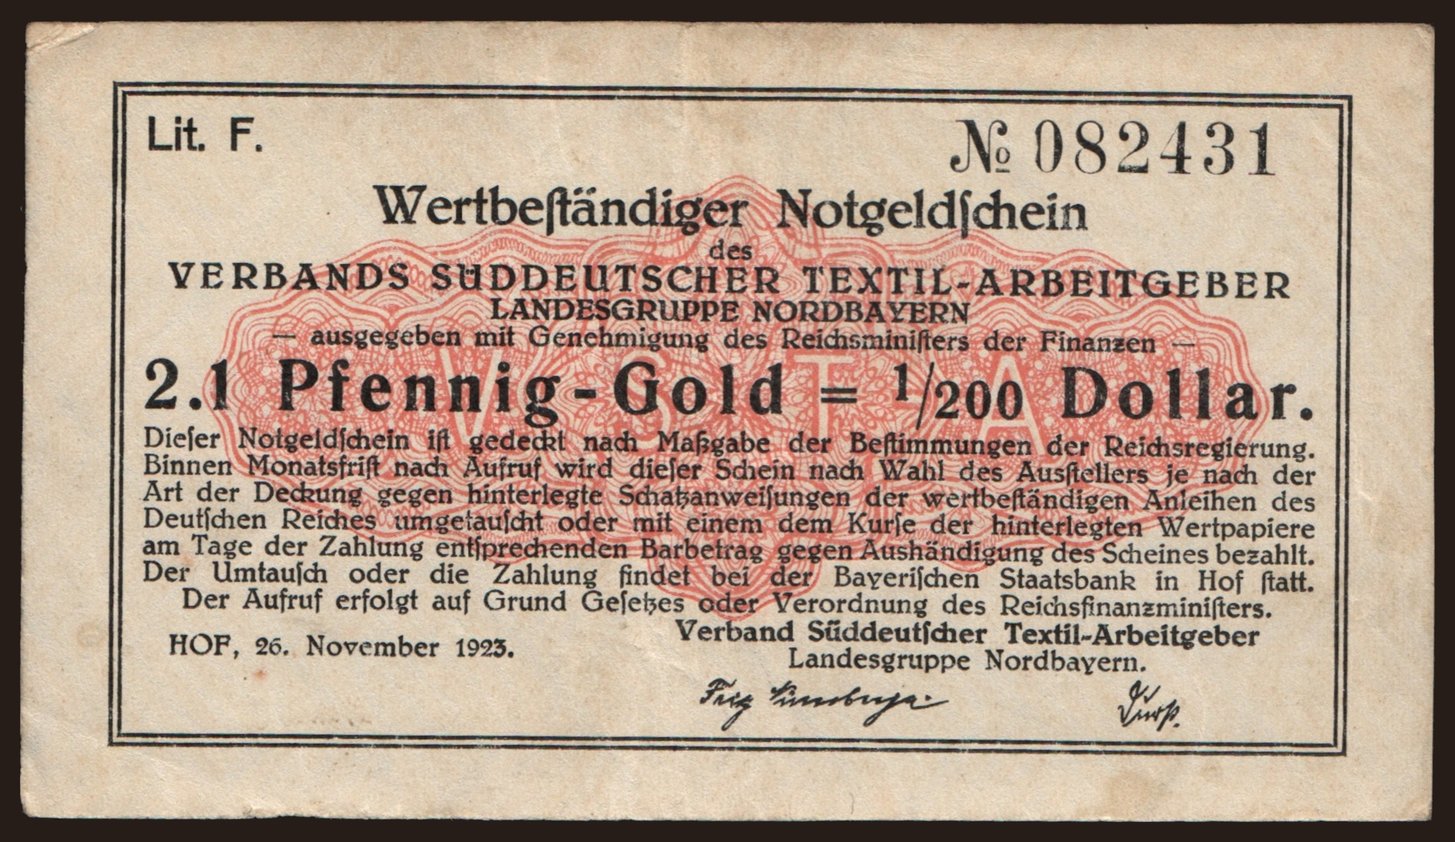 Lit. F.
№ 082431
Wertbeſtändiger Notgeldſchein
des
VERBANDS SÜDDEUTSCHER TEXTIL-ARBEITGEBER
LANDESGRUPPE NORDBAYERN
— ausgegeben mit Genehmigung des Reichsminiſters der Finanzen —
V S T A
2.1 Pfennig-Gold = 1/200 Dollar.
Dieſer Notgeldſchein iſt gedeckt nach Maßgabe der Beſtimmungen der Reichsregierung.
Binnen Monatsfriſt nach Aufruf wird dieſer Schein nach Wahl des Ausſtellers je nach der
Art der Deckung gegen hinterlegte Schatzanweiſungen der wertbeſtändigen Anleihen des
Deutſchen Reiches umgetauſcht oder mit einem dem Kurſe der hinterlegten Wertpapiere
am Tage der Zahlung entſprechenden Barbetrag gegen Aushändigung des Scheines bezahlt.
Der Umtauſch oder die Zahlung findet bei der Bayeriſchen Staatsbank in Hof ſtatt.
Der Aufruf erfolgt auf Grund Geſetzes oder Verordnung des Reichsfinanzminiſters.
HOF, 26. November 1923.
Verband Süddeutſcher Textil-Arbeitgeber
Landesgruppe Nordbayern.